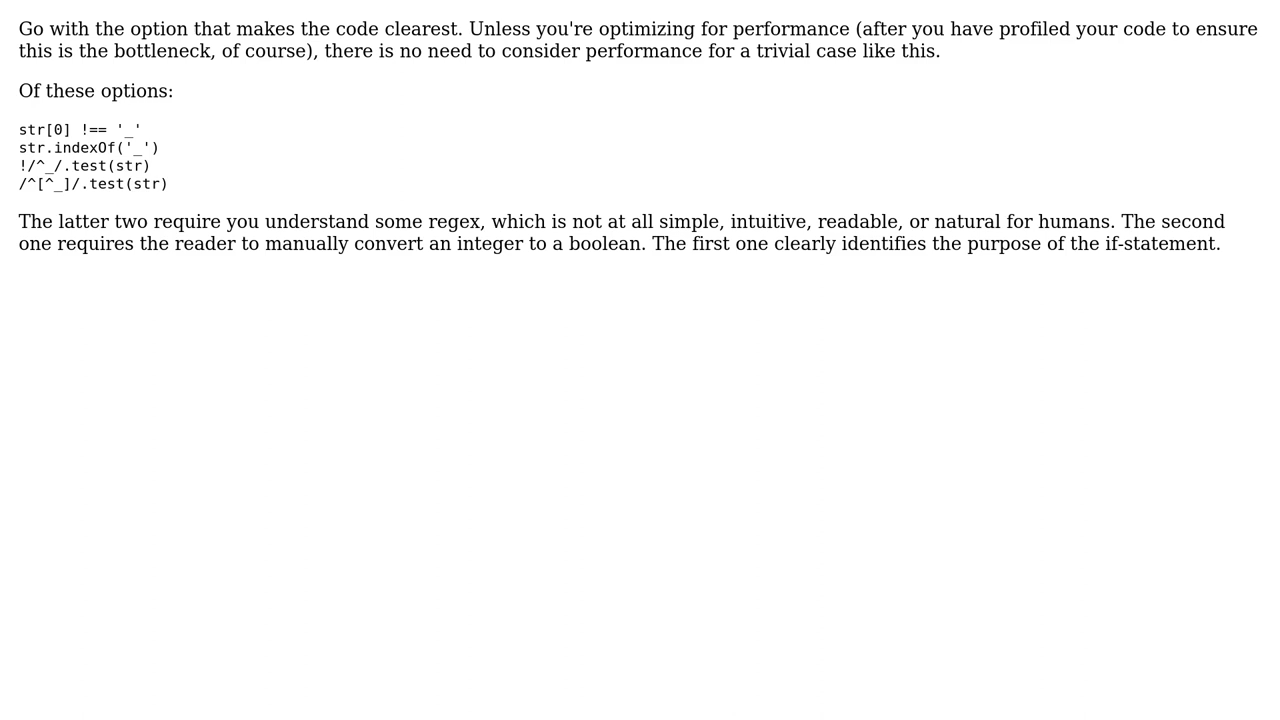 Go with the option that makes the code clearest. Unless you're optimizing for performance (after you have profiled your code to ensure
this is the bottleneck, of course), there is no need to consider performance for a trivial case like this.
Of these options:
str[0] !== '_'
str.indexOf('_')
!/^_/.test(str)
/^[^_]/.test(str)
The latter two require you understand some regex, which is not at all simple, intuitive, readable, or natural for humans. The second
one requires the reader to manually convert an integer to a boolean. The first one clearly identifies the purpose of the if-statement.